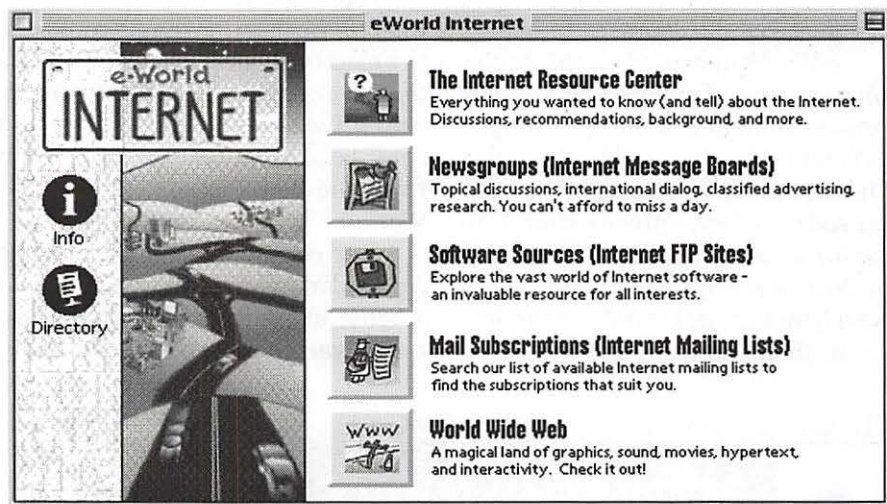 eWorld Internet
e·World
INTERNET
Info
Directory
?
The Internet Resource Center
Everything you wanted to know (and tell) about the Internet.
Discussions, recommendations, background, and more.
Newsgroups (Internet Message Boards)
Topical discussions, international dialog, classified advertising,
research. You can't afford to miss a day.
Software Sources (Internet FTP Sites)
Explore the vast world of Internet software -
an invaluable resource for all interests.
Mail Subscriptions (Internet Mailing Lists)
Search our list of available Internet mailing lists to
find the subscriptions that suit you.
WWW
World Wide Web
A magical land of graphics, sound, movies, hypertext,
and interactivity. Check it out!